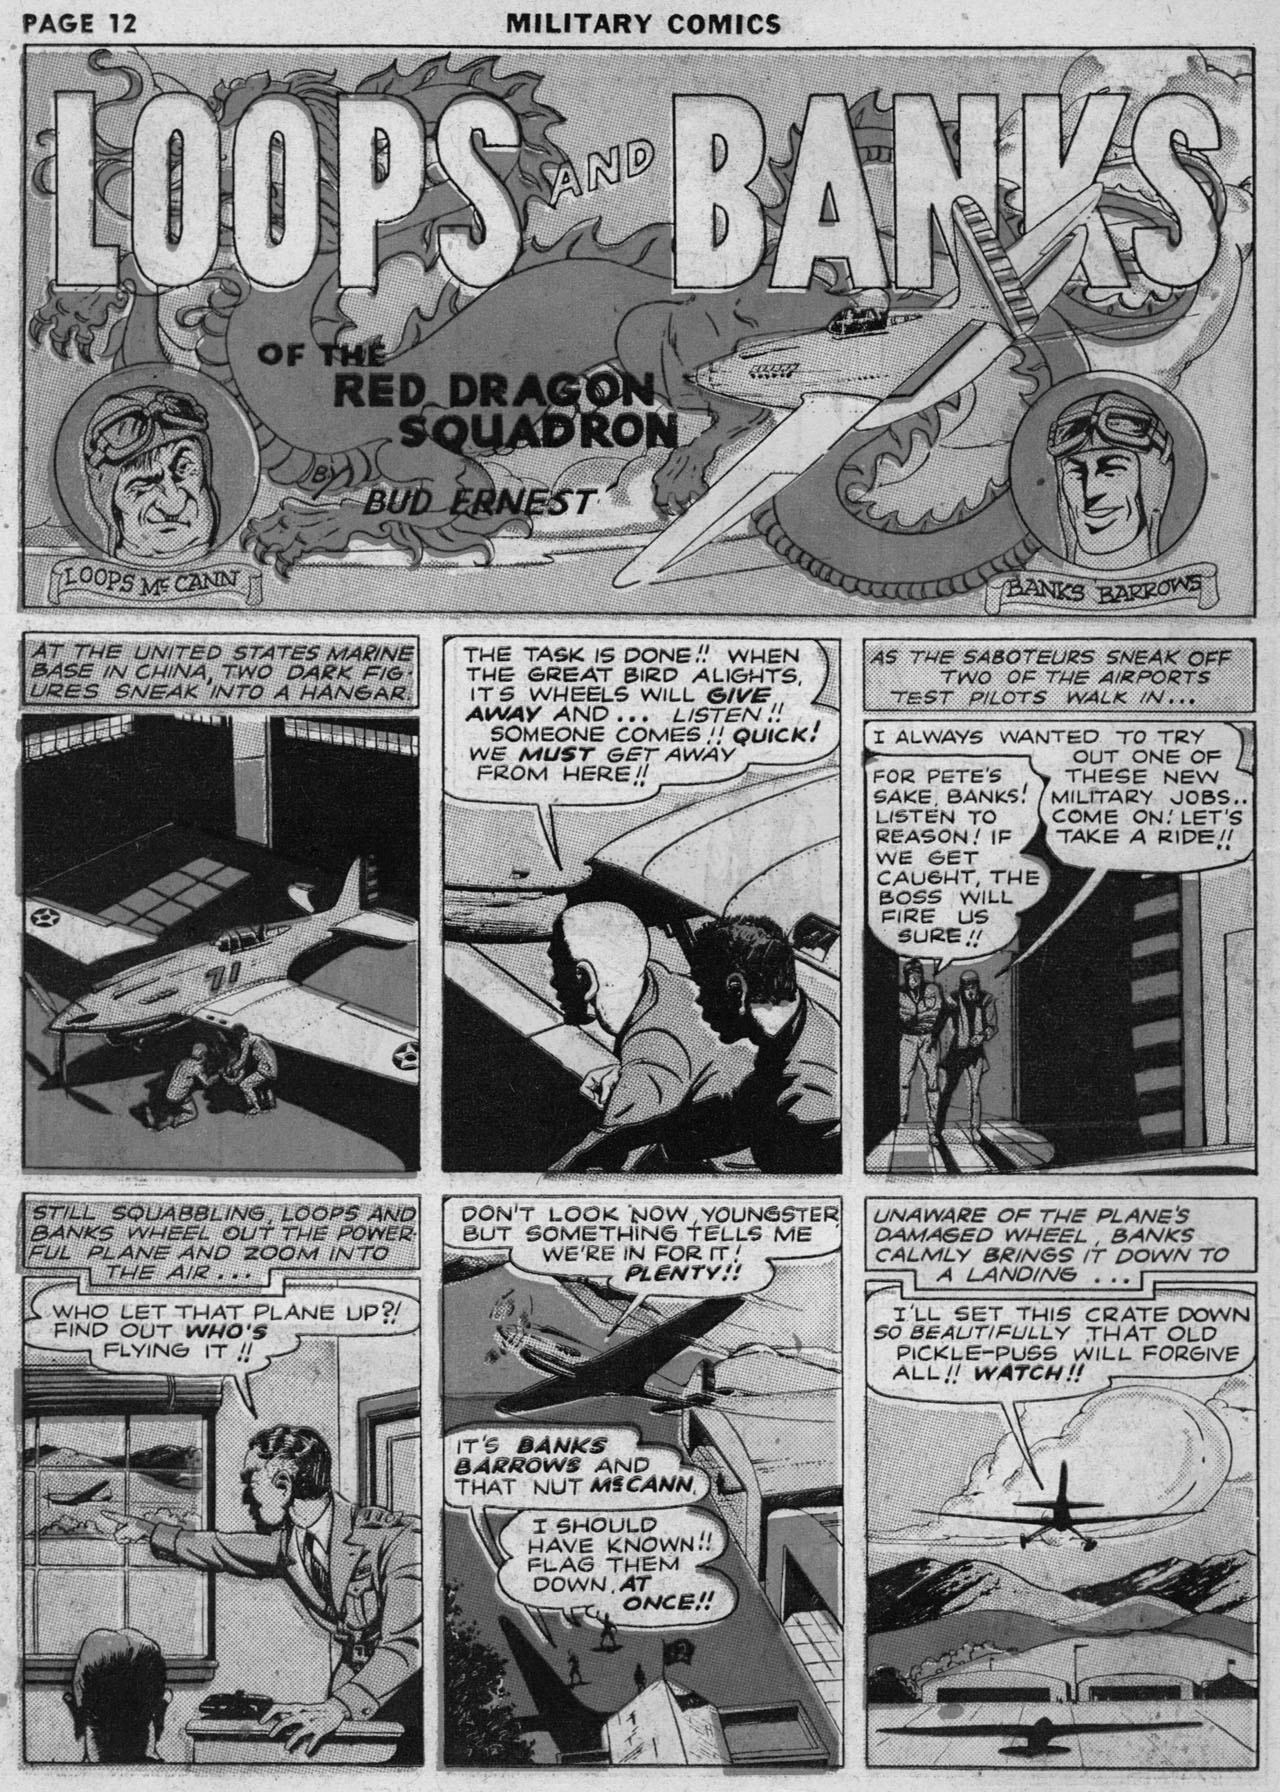 PAGE 12
MILITARY COMICS
LOOPS AND BANKS
OF THE
RED DRAGON
SQUADRON
By
BUD ERNEST
LOOPS McCANN
BANKS BARROWS
AT THE UNITED STATES MARINE
BASE IN CHINA, TWO DARK FIG-
URES SNEAK INTO A HANGAR.
71
THE TASK IS DONE!! WHEN
THE GREAT BIRD ALIGHTS,
IT'S WHEELS WILL GIVE
AWAY AND... LISTEN!!
SOMEONE COMES!! QUICK!
WE MUST GET AWAY
FROM HERE!!
AS THE SABOTEURS SNEAK OFF
TWO OF THE AIRPORTS
TEST PILOTS WALK IN...
I ALWAYS WANTED TO TRY
OUT ONE OF
THESE NEW
MILITARY JOBS..
COME ON! LET'S
TAKE A RIDE!!
FOR PETE'S
SAKE, BANKS!
LISTEN TO
REASON! IF
WE GET
CAUGHT, THE
BOSS WILL
FIRE US
SURE!!
STILL SQUABBLING, LOOPS AND
BANKS WHEEL OUT THE POWER-
FUL PLANE AND ZOOM INTO
THE AIR...
WHO LET THAT PLANE UP?!
FIND OUT WHO'S
FLYING IT!!
DON'T LOOK NOW, YOUNGSTER,
BUT SOMETHING TELLS ME
WE'RE IN FOR IT!
PLENTY!!
IT'S BANKS
BARROWS AND
THAT NUT McCANN.
I SHOULD
HAVE KNOWN!!
FLAG THEM
DOWN, AT
ONCE!!
UNAWARE OF THE PLANE'S
DAMAGED WHEEL, BANKS
CALMLY BRINGS IT DOWN TO
A LANDING...
I'LL SET THIS CRATE DOWN
SO BEAUTIFULLY THAT OLD
PICKLE-PUSS WILL FORGIVE
ALL!! WATCH!!